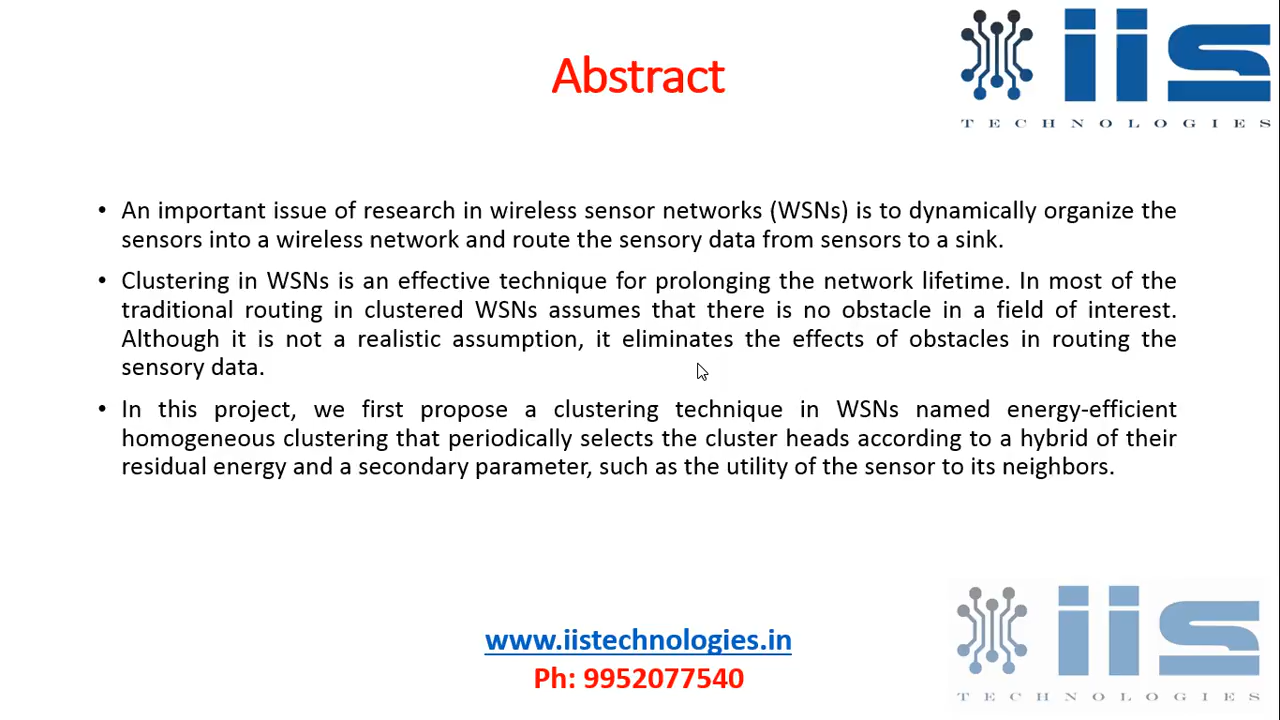 iis
TECHNOLOGIES
Abstract
• An important issue of research in wireless sensor networks (WSNs) is to dynamically organize the
sensors into a wireless network and route the sensory data from sensors to a sink.
• Clustering in WSNs is an effective technique for prolonging the network lifetime. In most of the
traditional routing in clustered WSNs assumes that there is no obstacle in a field of interest.
Although it is not a realistic assumption, it eliminates the effects of obstacles in routing the
sensory data.
• In this project, we first propose a clustering technique in WSNs named energy-efficient
homogeneous clustering that periodically selects the cluster heads according to a hybrid of their
residual energy and a secondary parameter, such as the utility of the sensor to its neighbors.
www.iistechnologies.in
Ph: 9952077540
iis
TECHNOLOGIES